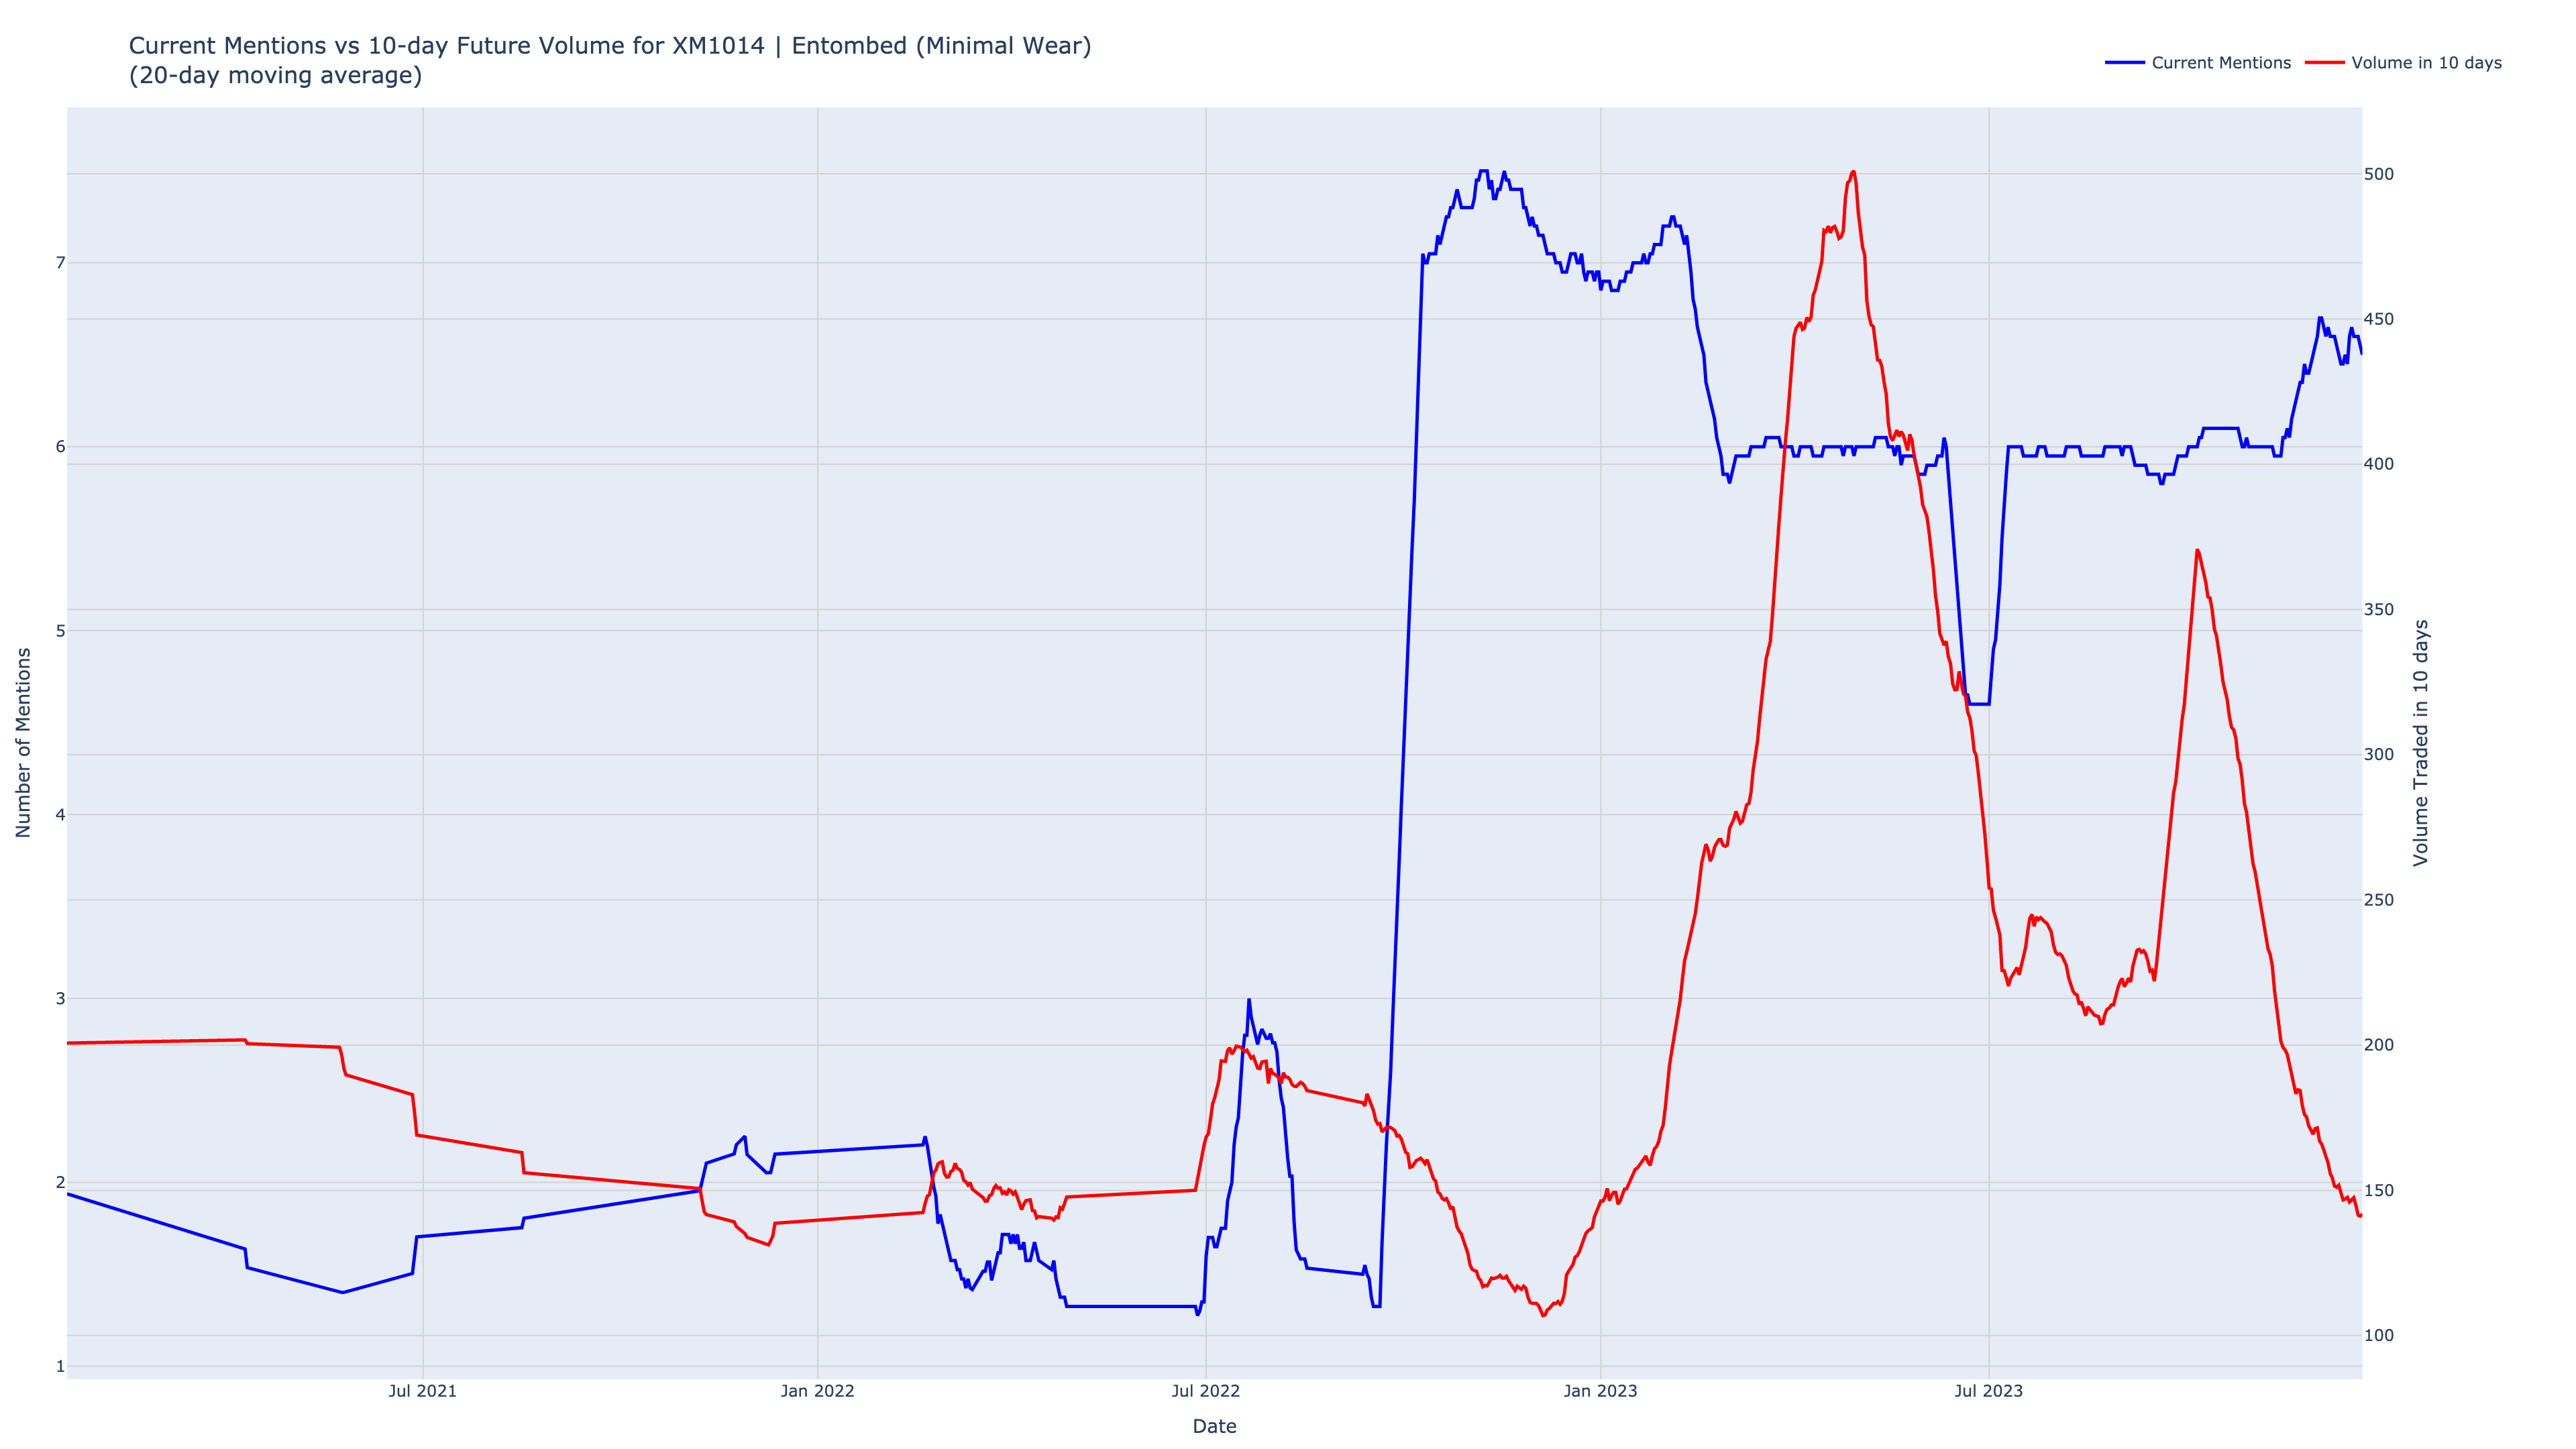 Current Mentions vs 10-day Future Volume for XM1014 | Entombed (Minimal Wear)
(20-day moving average)
Current Mentions
Volume in 10 days
Number of Mentions
7
6
5
4
3
2
1
500
450
400
350
300
250
200
150
100
Volume Traded in 10 days
Jul 2021
Jan 2022
Jul 2022
Jan 2023
Jul 2023
Date